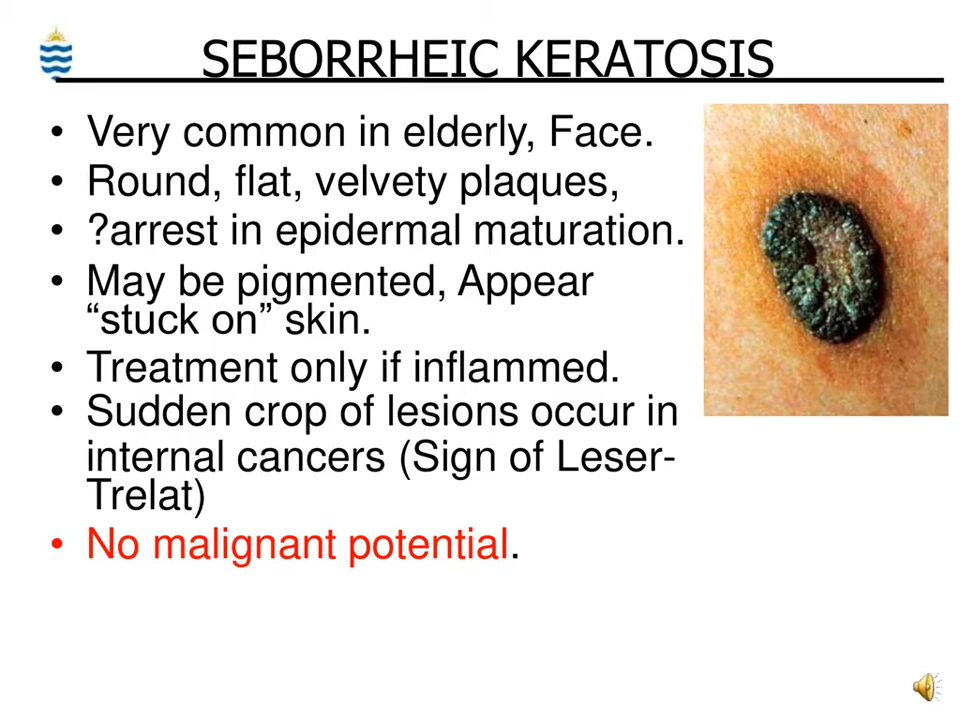 SEBORRHEIC KERATOSIS
• Very common in elderly, Face.
• Round, flat, velvety plaques,
• ?arrest in epidermal maturation.
• May be pigmented, Appear
“stuck on” skin.
• Treatment only if inflammed.
• Sudden crop of lesions occur in
internal cancers (Sign of Leser-
Trelat)
• No malignant potential.